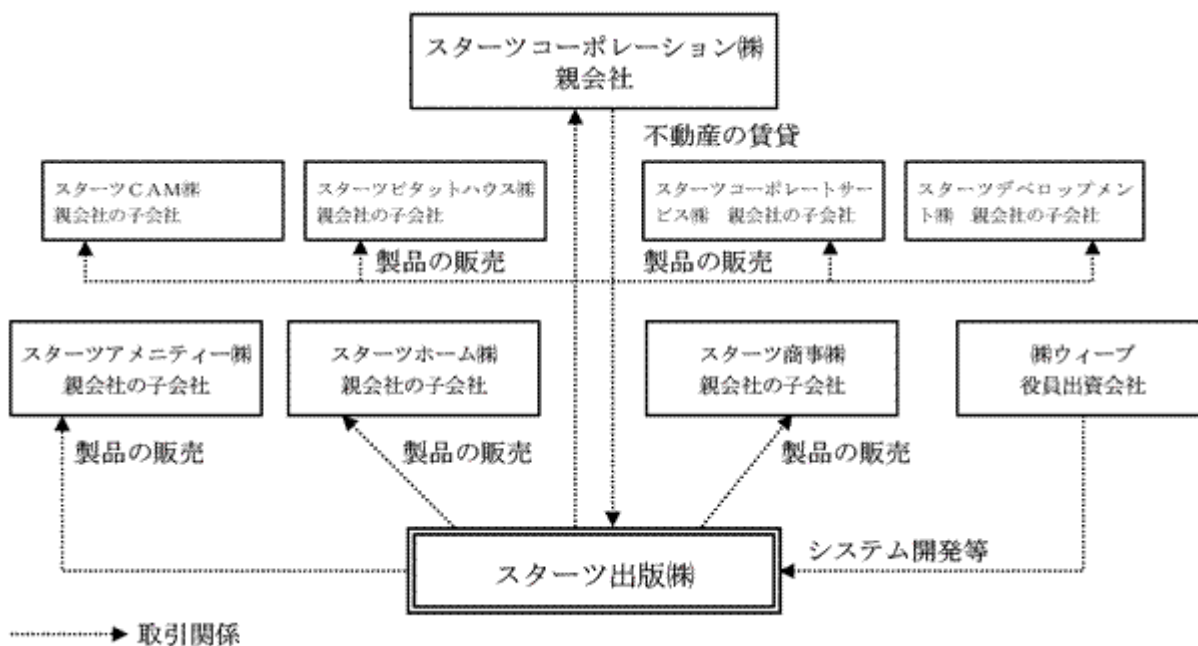 スターツコーポレーション㈱
親会社
不動産の賃貸
スターツCAM㈱
親会社の子会社
スターツピタットハウス㈱
親会社の子会社
スターツコーポレートサー
ビス㈱　親会社の子会社
スターツデベロップメン
ト㈱　親会社の子会社
製品の販売
製品の販売
スターツアメニティー㈱
親会社の子会社
スターツホーム㈱
親会社の子会社
スターツ商事㈱
親会社の子会社
㈱ウィーブ
役員出資会社
製品の販売
製品の販売
製品の販売
システム開発等
スターツ出版㈱
取引関係